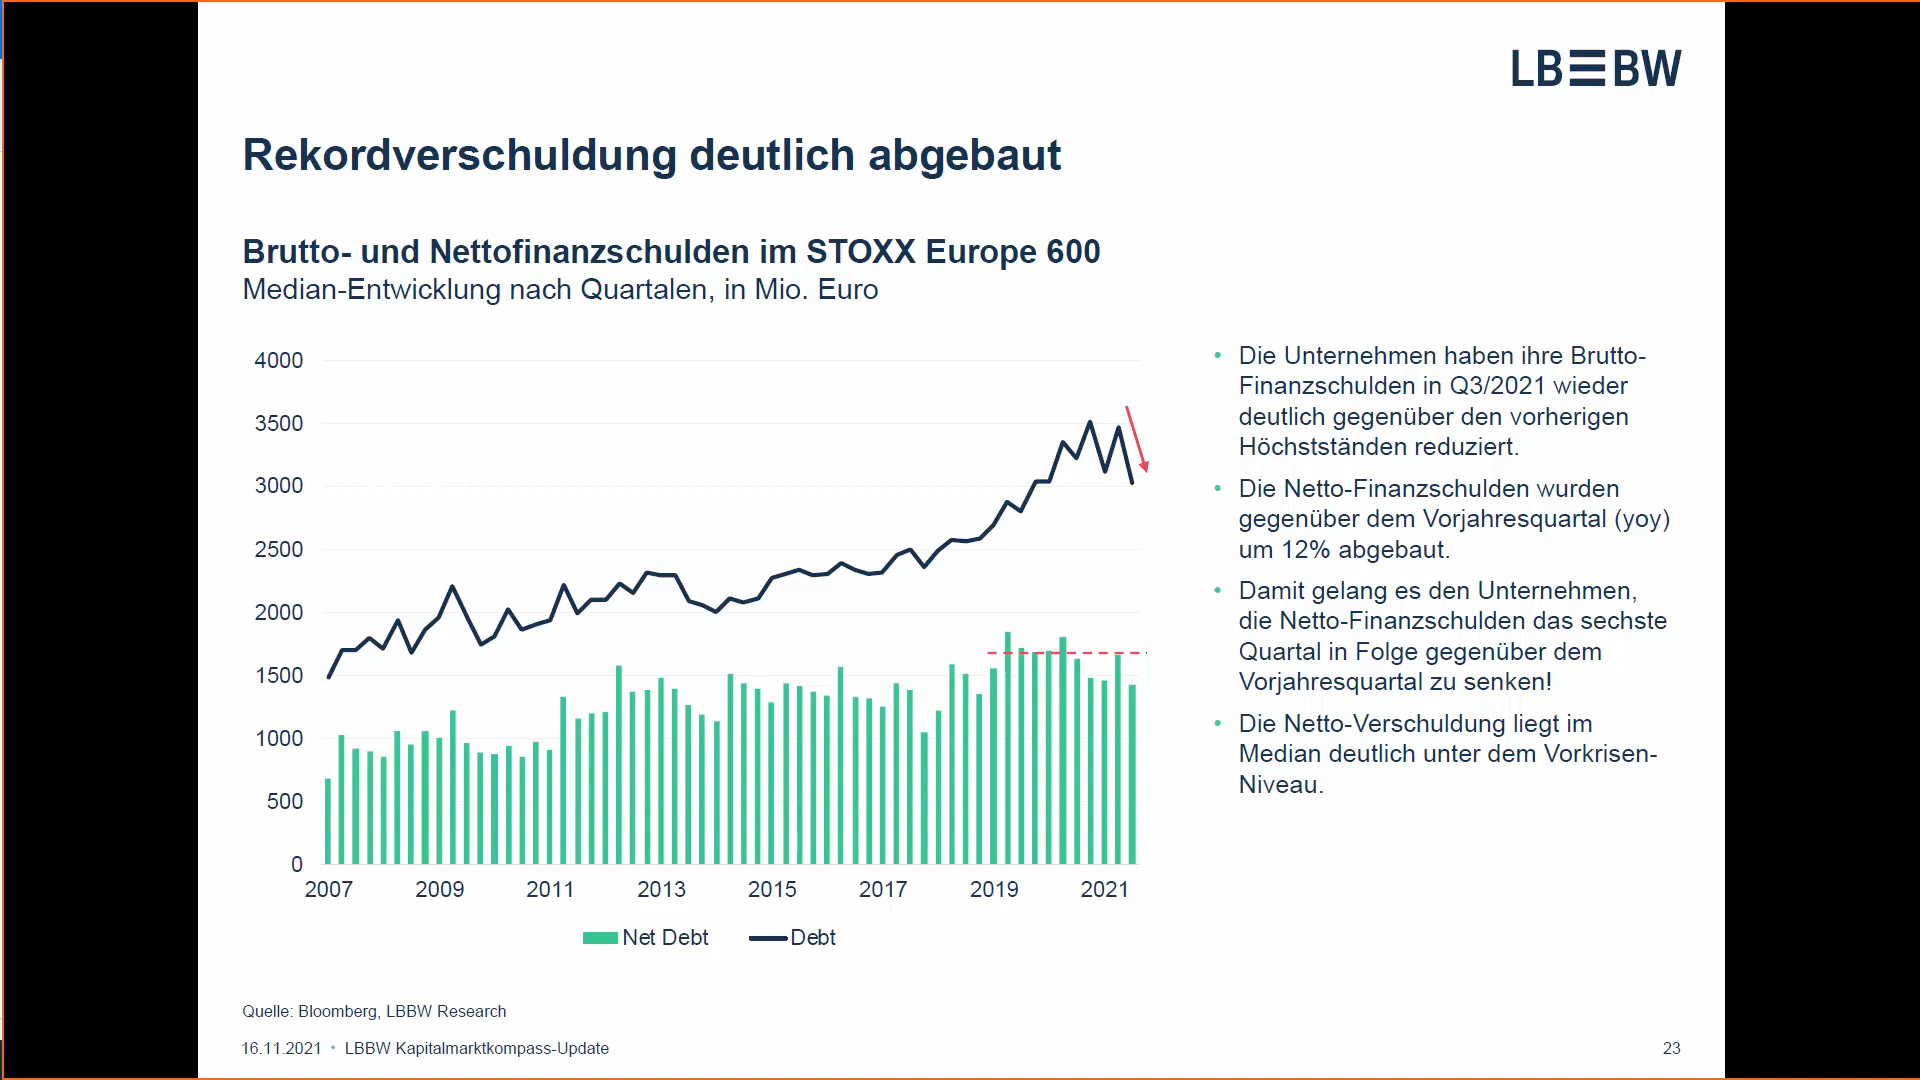 LBBW
Rekordverschuldung deutlich abgebaut
Brutto- und Nettofinanzschulden im STOXX Europe 600
Median-Entwicklung nach Quartalen, in Mio. Euro
4000
3500
3000
2500
2000
1500
1000
500
0
2007 2009 2011 2013 2015 2017 2019 2021
Net Debt Debt
Die Unternehmen haben ihre Brutto-
Finanzschulden in Q3/2021 wieder
deutlich gegenüber den vorherigen
Höchstständen reduziert.
Die Netto-Finanzschulden wurden
gegenüber dem Vorjahresquartal (yoy)
um 12% abgebaut.
Damit gelang es den Unternehmen,
die Netto-Finanzschulden das sechste
Quartal in Folge gegenüber dem
Vorjahresquartal zu senken!
Die Netto-Verschuldung liegt im
Median deutlich unter dem Vorkrisen-
Niveau.
Quelle: Bloomberg, LBBW Research
16.11.2021 • LBBW Kapitalmarktkompass-Update
23